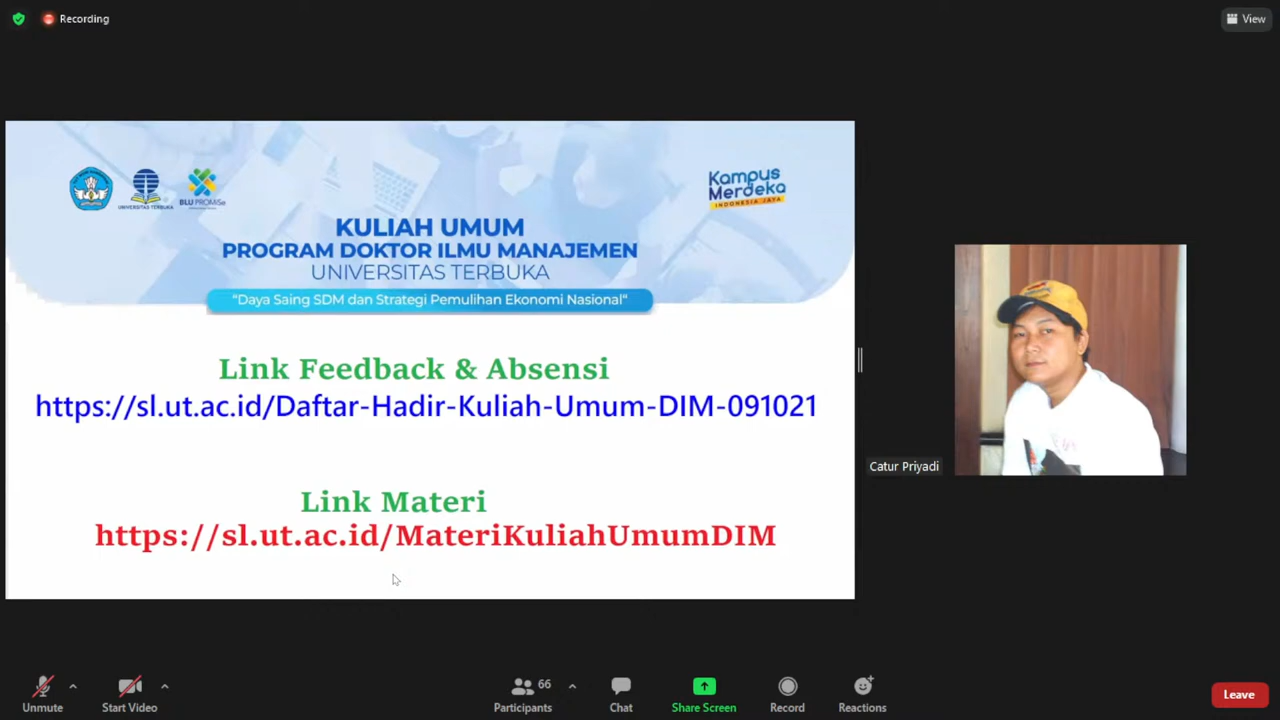 Recording
View
UNIVERSITAS TERBUKA
BLU PROMISe
Kampus
Merdeka
INDONESIA JAYA
KULIAH UMUM
PROGRAM DOKTOR ILMU MANAJEMEN
UNIVERSITAS TERBUKA
"Daya Saing SDM dan Strategi Pemulihan Ekonomi Nasional"
Link Feedback & Absensi
https://sl.ut.ac.id/Daftar-Hadir-Kuliah-Umum-DIM-091021
Link Materi
https://sl.ut.ac.id/MateriKuliahUmumDIM
Catur Priyadi
Unmute
Start Video
66
Participants
Chat
Share Screen
Record
Reactions
Leave